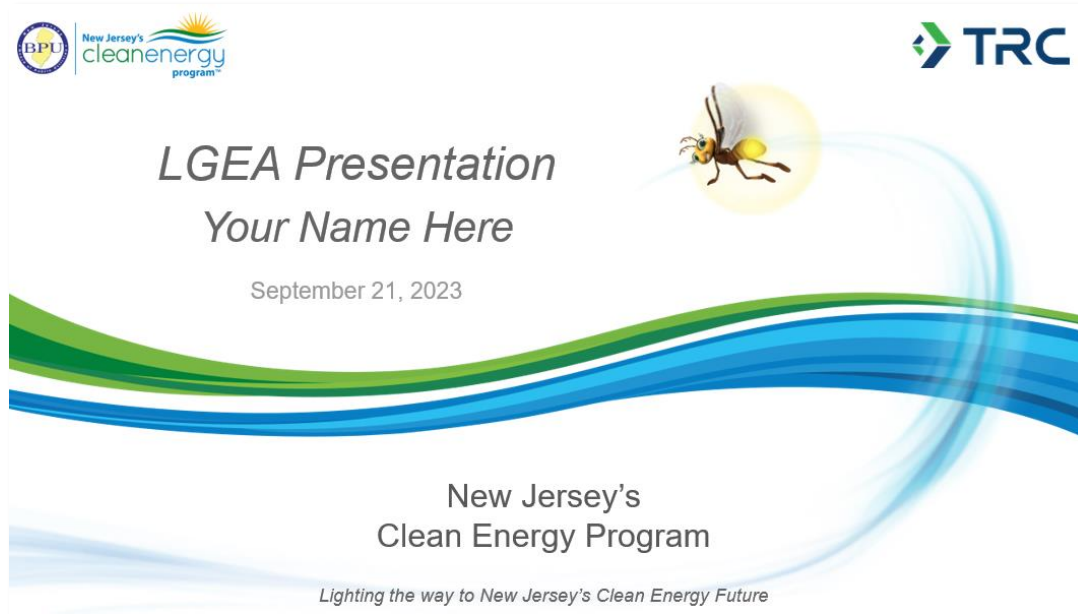 BPU
New Jersey's
cleanenergy
program™
TRC
LGEA Presentation
Your Name Here
September 21, 2023
New Jersey's
Clean Energy Program
Lighting the way to New Jersey's Clean Energy Future